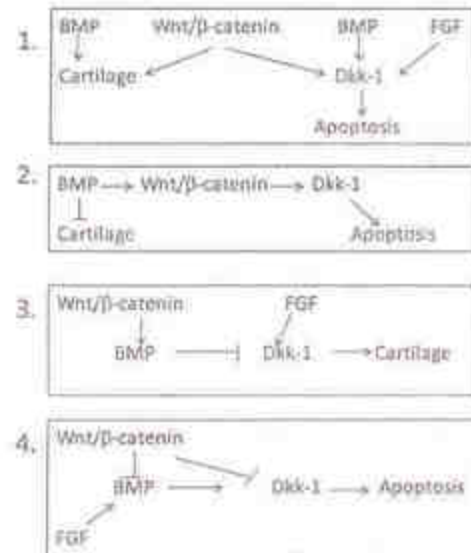 1.
BMP Wnt/β-catenin BMP FGF
Cartilage Dkk-1
Apoptosis
2.
BMP Wnt/β-catenin Dkk-1
Cartilage Apoptosis
3.
Wnt/β-catenin FGF
BMP Dkk-1 Cartilage
4.
Wnt/β-catenin
BMP Dkk-1 Apoptosis
FGF